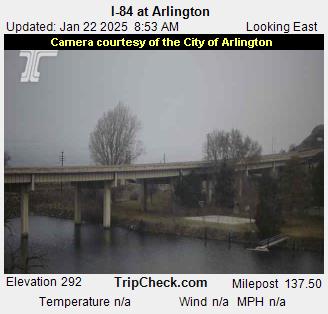 I-84 at Arlington
Updated: Jan 22 2025 8:53 AM Looking East
Camera courtesy of the City of Arlington
Elevation 292 TripCheck.com Milepost 137.50
Temperature n/a Wind n/a MPH n/a